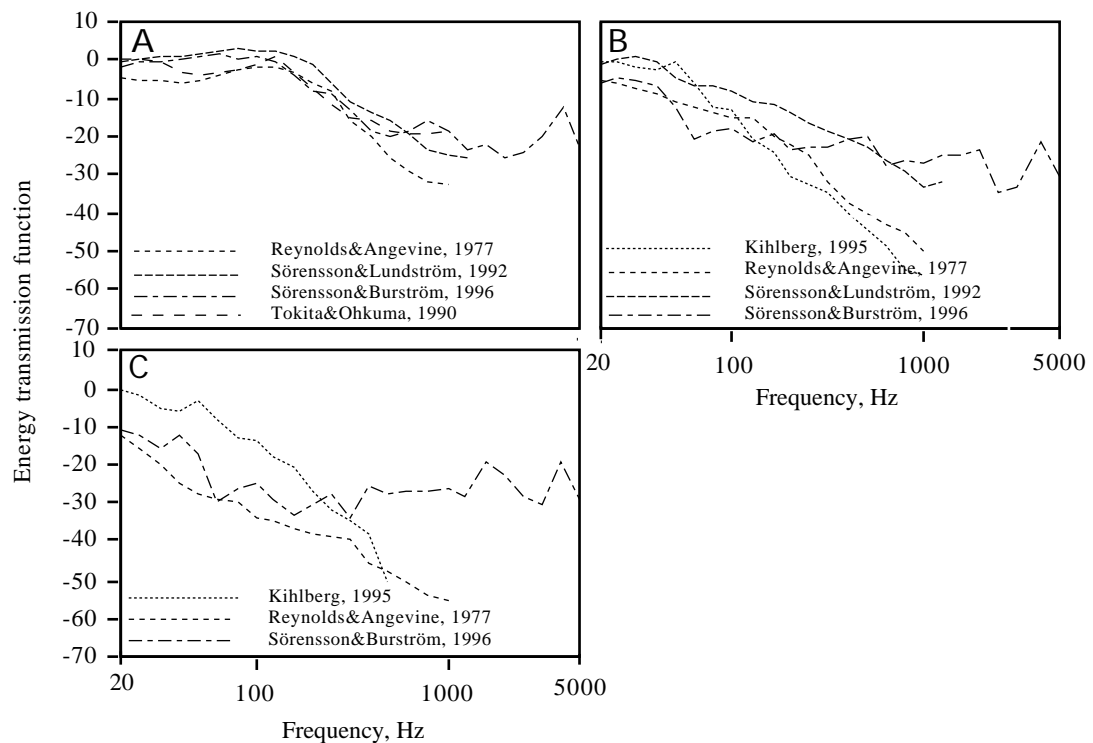 Energy transmission function
A
10
0
-10
-20
-30
-40
-50
-60
-70
Reynolds&Angevine, 1977
Sörensson&Lundström, 1992
Sörensson&Burström, 1996
Tokita&Ohkuma, 1990
B
Kihlberg, 1995
Reynolds&Angevine, 1977
Sörensson&Lundström, 1992
Sörensson&Burström, 1996
20
100
1000
5000
Frequency, Hz
C
10
0
-10
-20
-30
-40
-50
-60
-70
Kihlberg, 1995
Reynolds&Angevine, 1977
Sörensson&Burström, 1996
20
100
1000
5000
Frequency, Hz